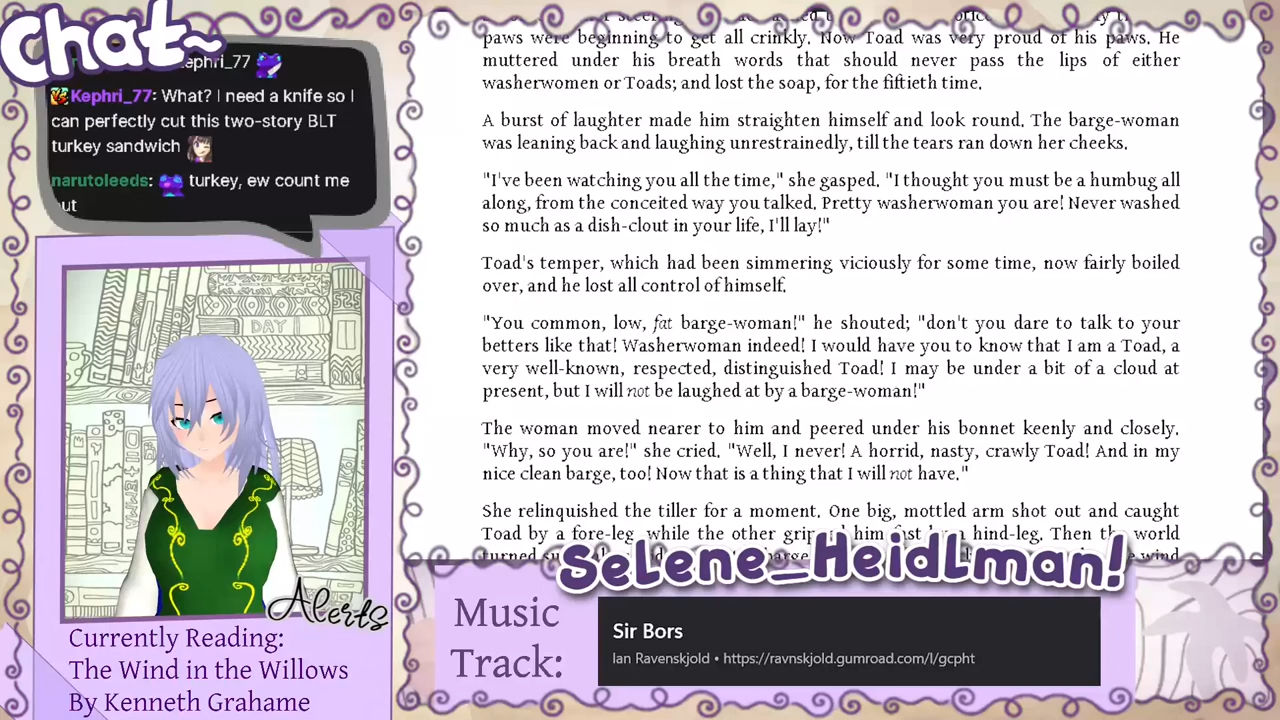 Chat~
Kephri_77: What? I need a knife so I
can perfectly cut this two-story BLT
turkey sandwich
narutoleeds: turkey, ew count me
DAY
Alerts
Currently Reading:
The Wind in the Willows
By Kenneth Grahame
paws were beginning to get all crinkly. Now Toad was very proud of his paws. He
muttered under his breath words that should never pass the lips of either
washerwomen or Toads; and lost the soap, for the fiftieth time.
A burst of laughter made him straighten himself and look round. The barge-woman
was leaning back and laughing unrestrainedly, till the tears ran down her cheeks.
"I've been watching you all the time," she gasped. "I thought you must be a humbug all
along, from the conceited way you talked. Pretty washerwoman you are! Never washed
so much as a dish-clout in your life, I'll lay!"
Toad's temper, which had been simmering viciously for some time, now fairly boiled
over, and he lost all control of himself.
"You common, low, fat barge-woman!" he shouted; "don't you dare to talk to your
betters like that! Washerwoman indeed! I would have you to know that I am a Toad, a
very well-known, respected, distinguished Toad! I may be under a bit of a cloud at
present, but I will not be laughed at by a barge-woman!"
The woman moved nearer to him and peered under his bonnet keenly and closely.
"Why, so you are!" she cried. "Well, I never! A horrid, nasty, crawly Toad! And in my
nice clean barge, too! Now that is a thing that I will not have."
She relinquished the tiller for a moment. One big, mottled arm shot out and caught
Toad by a fore-leg, while the other him fast hind-leg. Then the world
Selene_Heidlman!
Music
Track:
Sir Bors
Ian Ravenskjold • https://ravnskjold.gumroad.com/l/gcpht